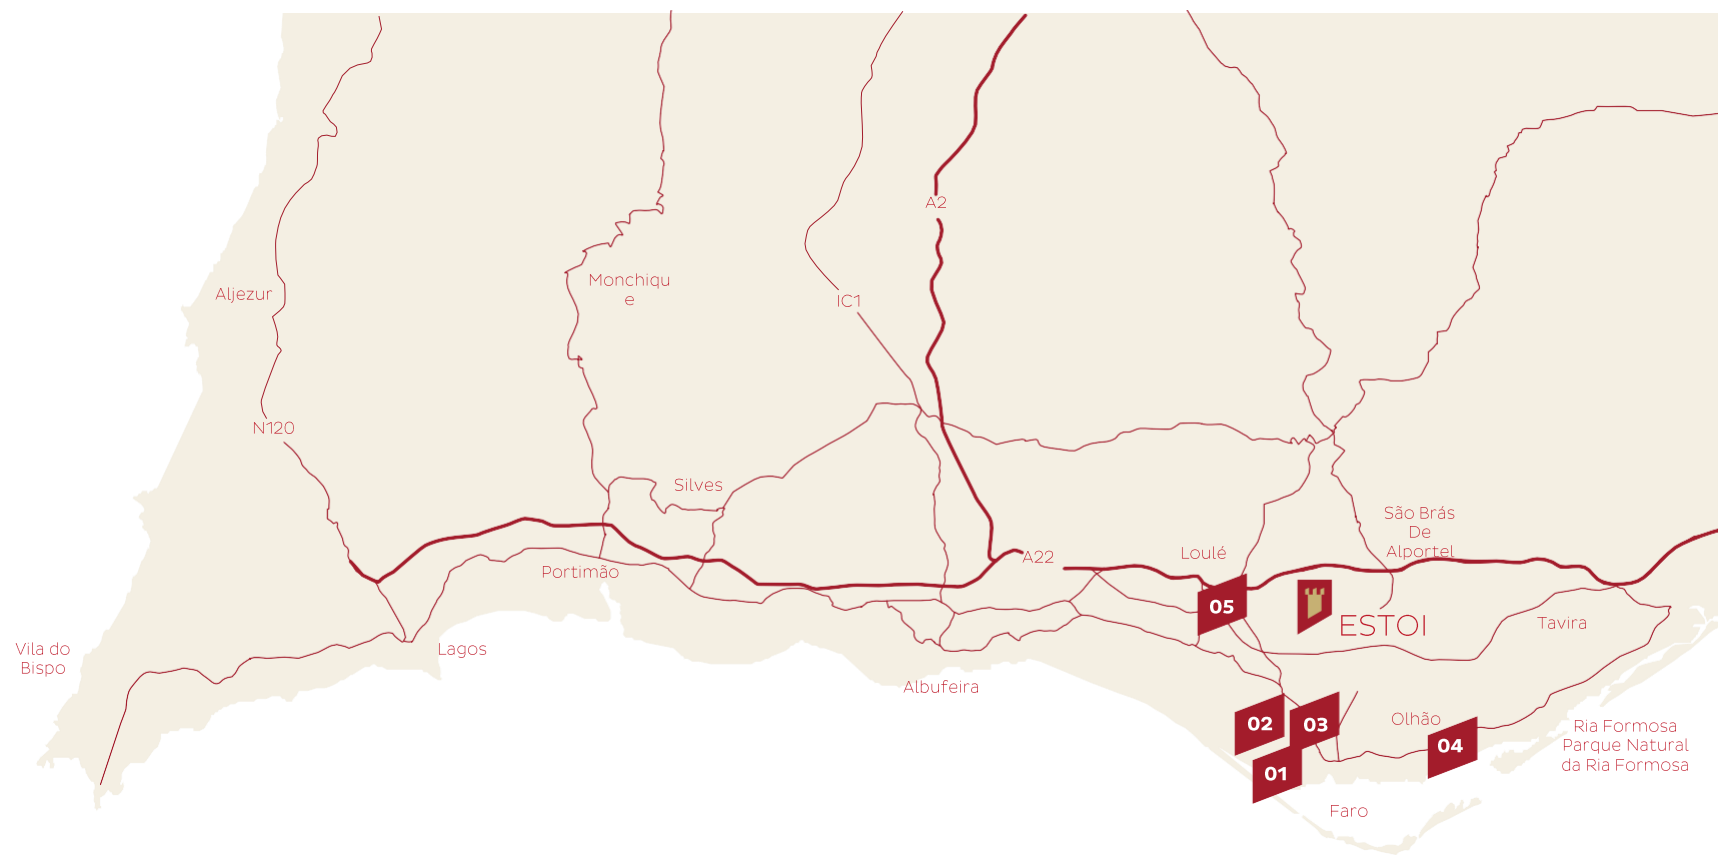 A2
Monchiqu
e
Aljezur
IC1
N120
Silves
São Brás
De
Alportel
Loulé
A22
Portimão
05
ESTOI
Tavira
Vila do
Bispo
Lagos
Albufeira
02
03
Olhão
04
Ria Formosa
Parque Natural
da Ria Formosa
01
Faro